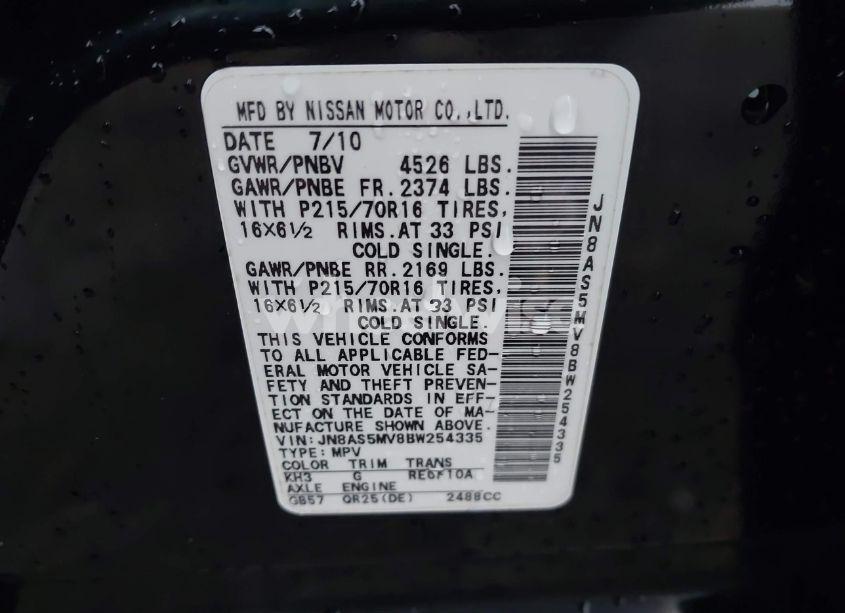 MFD BY NISSAN MOTOR CO.,LTD.
DATE 7/10
GVWR/PNBV 4526 LBS.
GAWR/PNBE FR. 2374 LBS.
WITH P215/70R16 TIRES,
16X6½ RIMS.AT 33 PSI
COLD SINGLE.
GAWR/PNBE RR. 2169 LBS.
WITH P215/70R16 TIRES,
16X6½ RIMS.AT 33 PSI
COLD SINGLE.
THIS VEHICLE CONFORMS
TO ALL APPLICABLE FED-
ERAL MOTOR VEHICLE SA-
FETY AND THEFT PREVEN-
TION STANDARDS IN EFF-
ECT ON THE DATE OF MA-
NUFACTURE SHOWN ABOVE.
VIN: JN8AS5MV8BW254335
TYPE: MPV
COLOR TRIM TRANS
KH3 G RE0F10A
AXLE ENGINE
GB57 QR25(DE) 2488CC
JN8AS5MV8BW254335